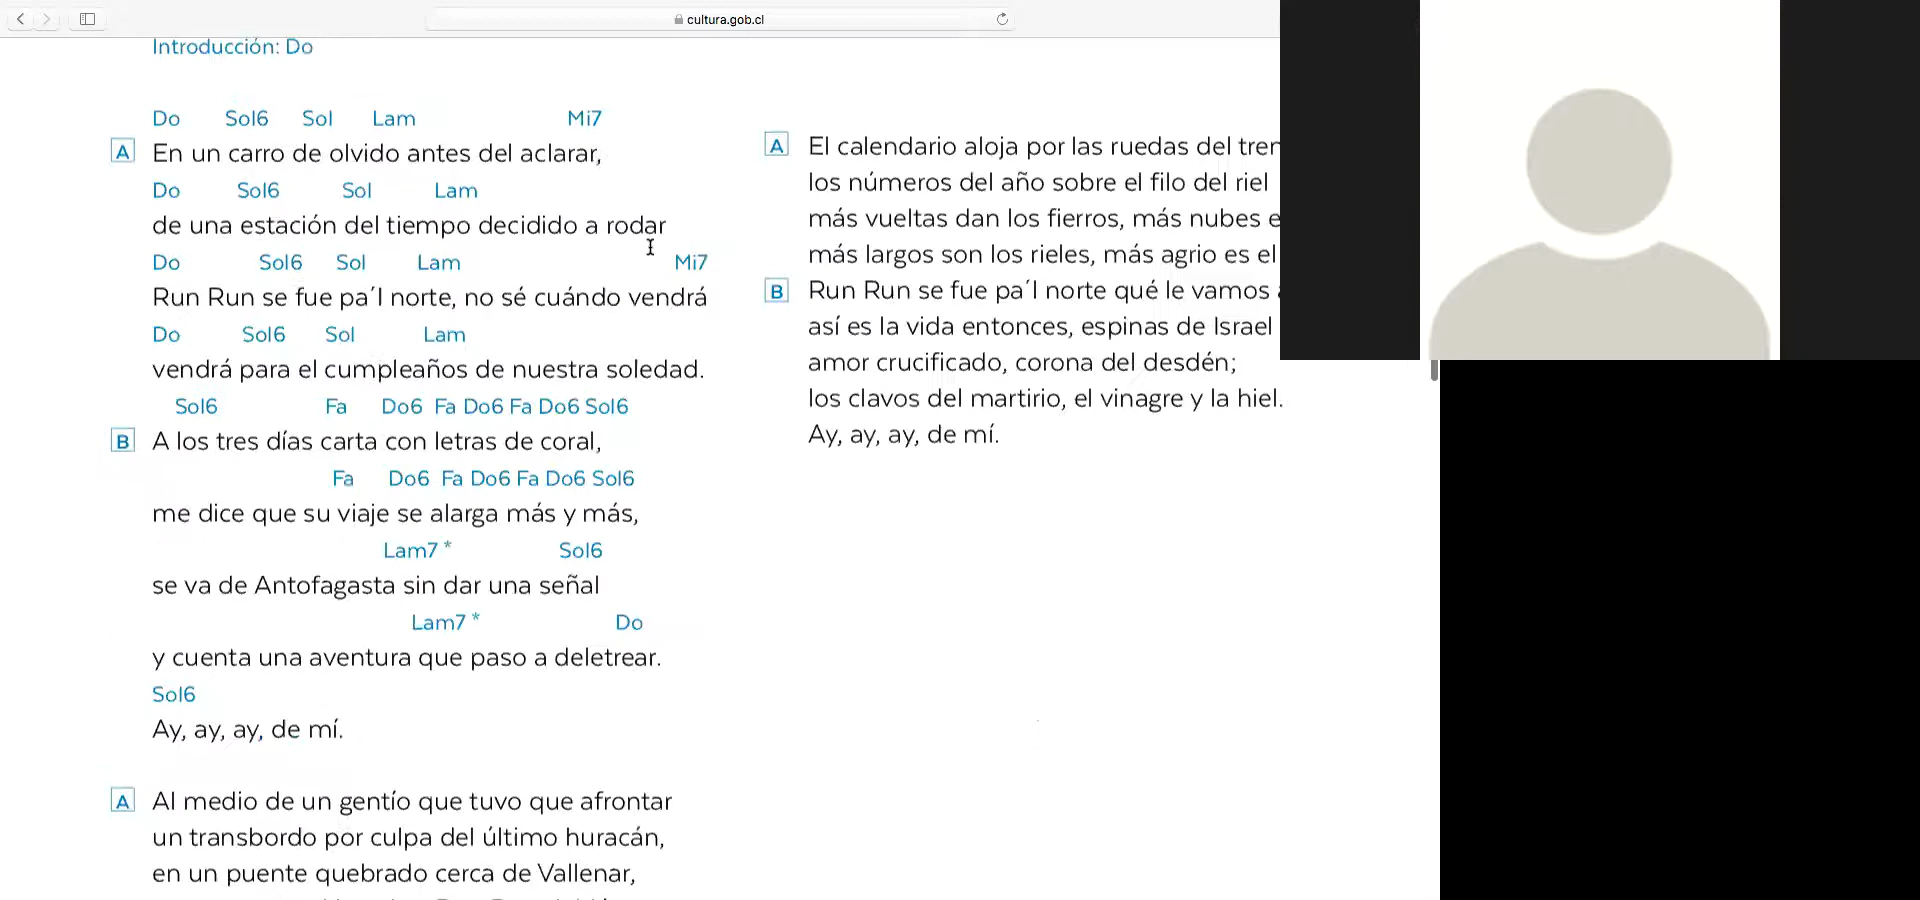 cultura.gob.cl
Introducción: Do
Do Sol6 Sol Lam Mi7
A En un carro de olvido antes del aclarar,
Do Sol6 Sol Lam
de una estación del tiempo decidido a rodar
Do Sol6 Sol Lam Mi7
Run Run se fue pa´l norte, no sé cuándo vendrá
Do Sol6 Sol Lam
vendrá para el cumpleaños de nuestra soledad.
Sol6 Fa Do6 Fa Do6 Fa Do6 Sol6
B A los tres días carta con letras de coral,
Fa Do6 Fa Do6 Fa Do6 Sol6
me dice que su viaje se alarga más y más,
Lam7 * Sol6
se va de Antofagasta sin dar una señal
Lam7 * Do
y cuenta una aventura que paso a deletrear.
Sol6
Ay, ay, ay, de mí.
A Al medio de un gentío que tuvo que afrontar
un transbordo por culpa del último huracán,
en un puente quebrado cerca de Vallenar,
A El calendario aloja por las ruedas del tren
los números del año sobre el filo del riel
más vueltas dan los fierros, más nubes
más largos son los rieles, más agrio es el
B Run Run se fue pa´l norte qué le vamos
así es la vida entonces, espinas de Israel
amor crucificado, corona del desdén;
los clavos del martirio, el vinagre y la hiel.
Ay, ay, ay, de mí.